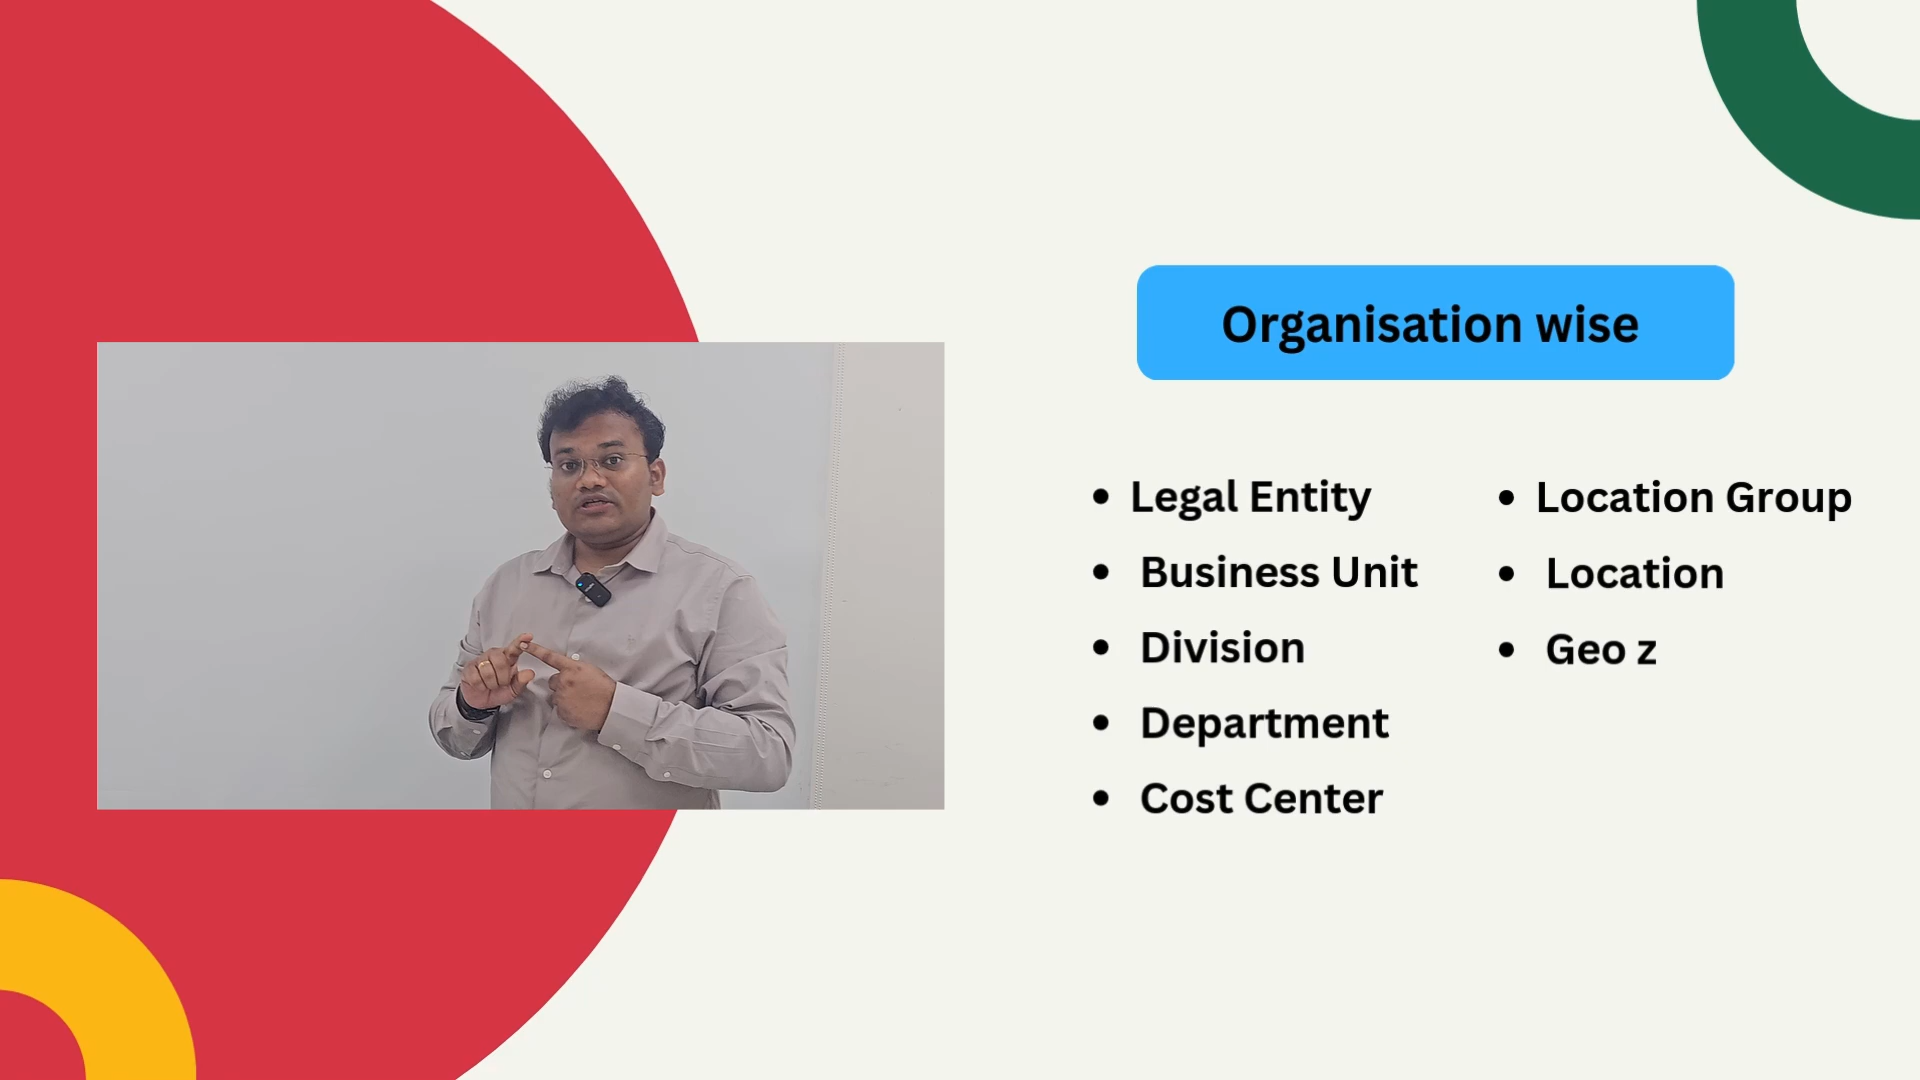 Organisation wise
Legal Entity
Business Unit
Division
Department
Cost Center
Location Group
Location
Geo z